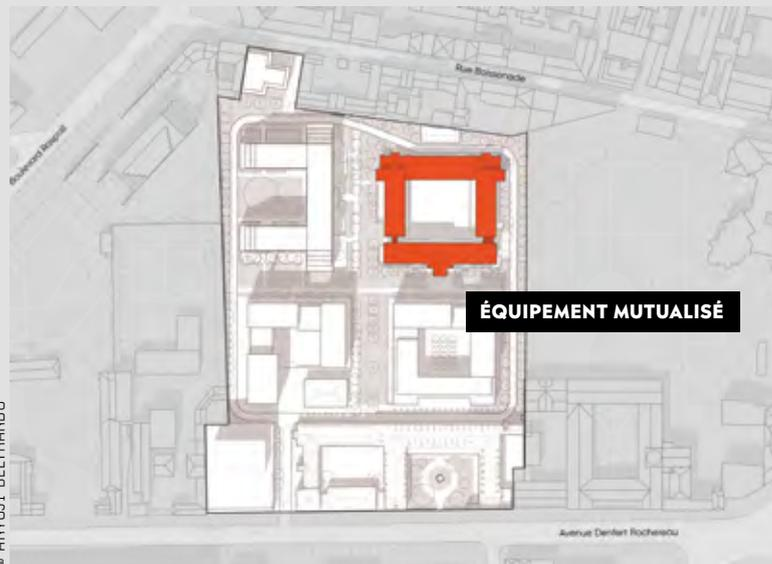 Rue Boissonade
Boulevard Raspail
ÉQUIPEMENT MUTUALISÉ
Avenue Denfert Rochereau